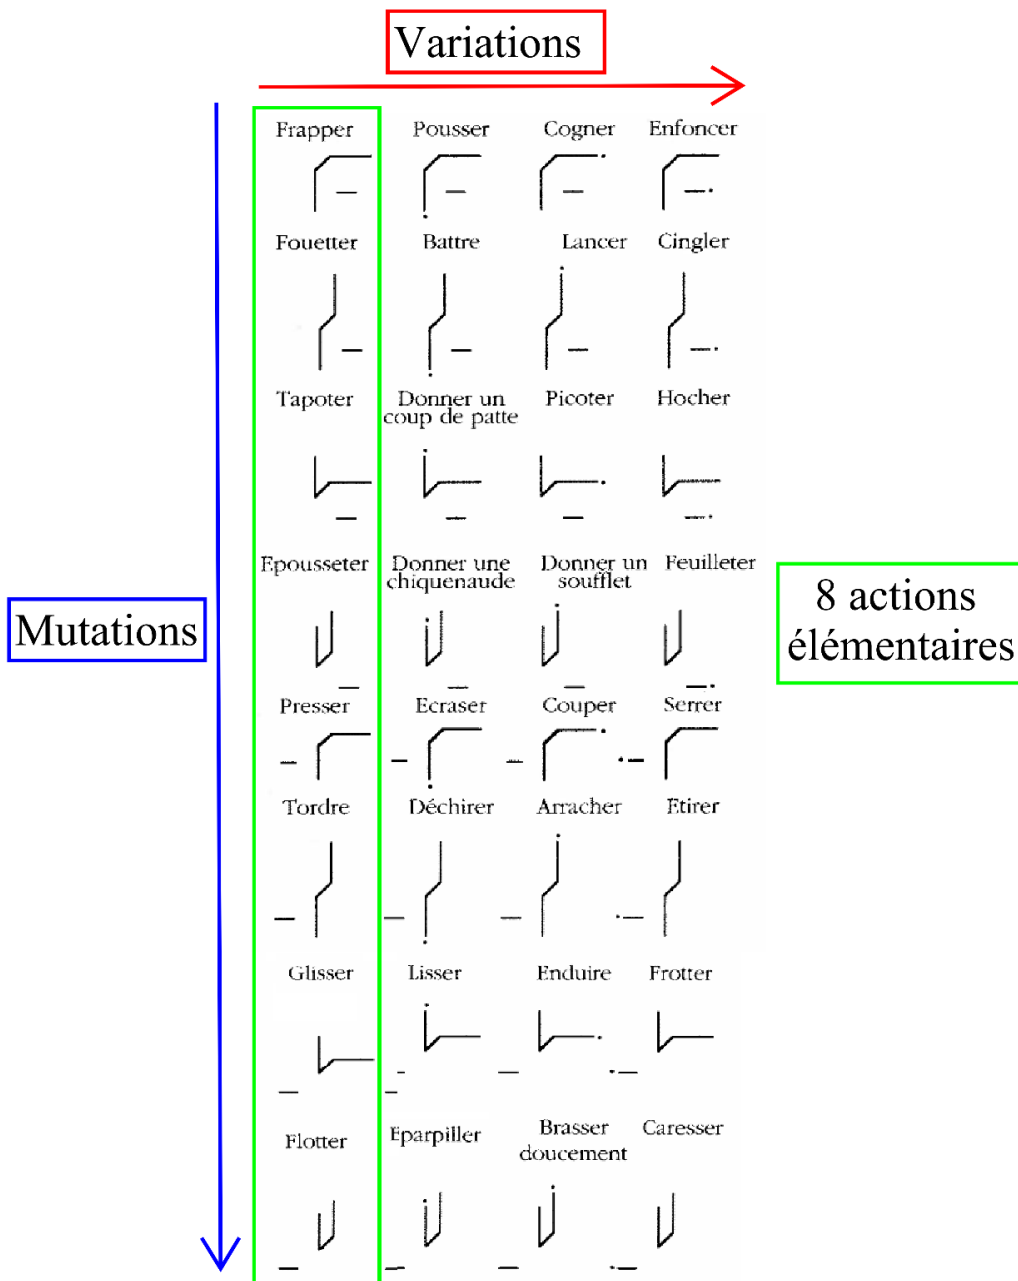 Variations
Frapper Pousser Cogner Enfoncer
Fouetter Battre Lancer Cingler
Tapoter Donner un Picoter Hocher
coup de patte
Epousseter Donner une Donner un Feuilleter
chiquenaude soufflet
8 actions
élémentaires
Mutations
Presser Ecraser Couper Serrer
Tordre Déchirer Arracher Etirer
Glisser Lisser Enduire Frotter
Flotter Eparpiller Brasser Caresser
doucement